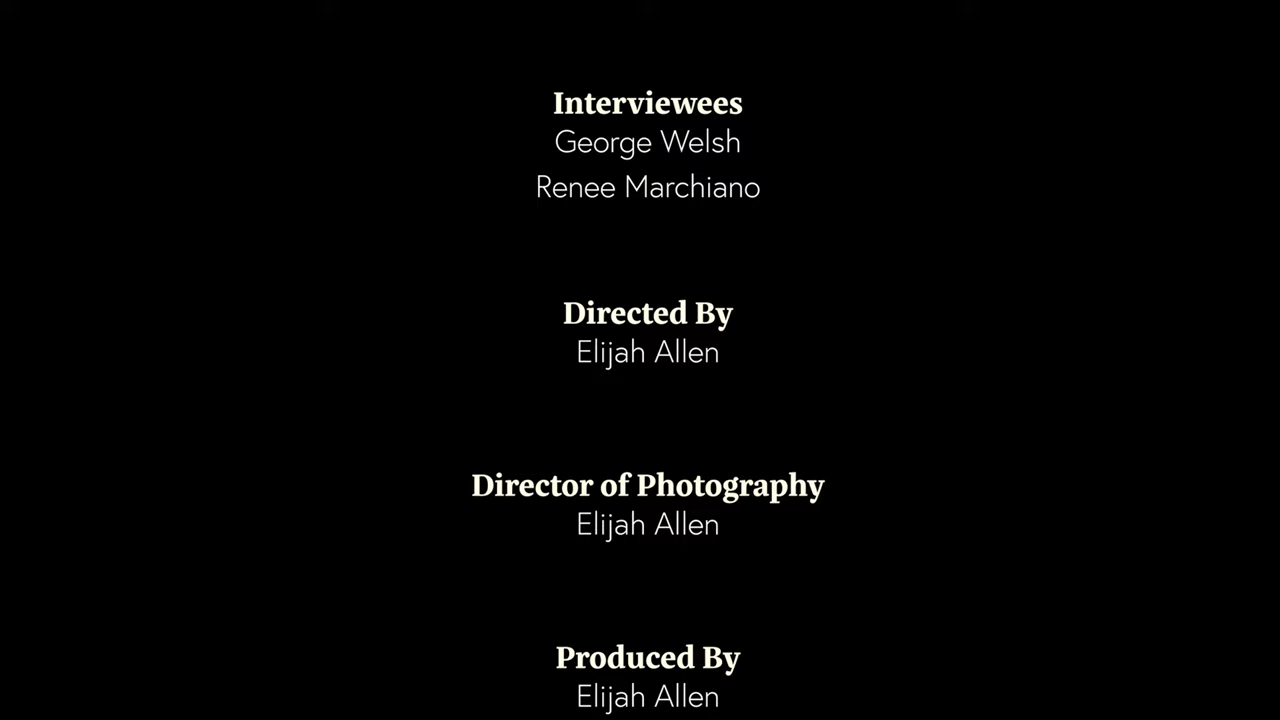 Interviewees
George Welsh
Renee Marchiano
Directed By
Elijah Allen
Director of Photography
Elijah Allen
Produced By
Elijah Allen